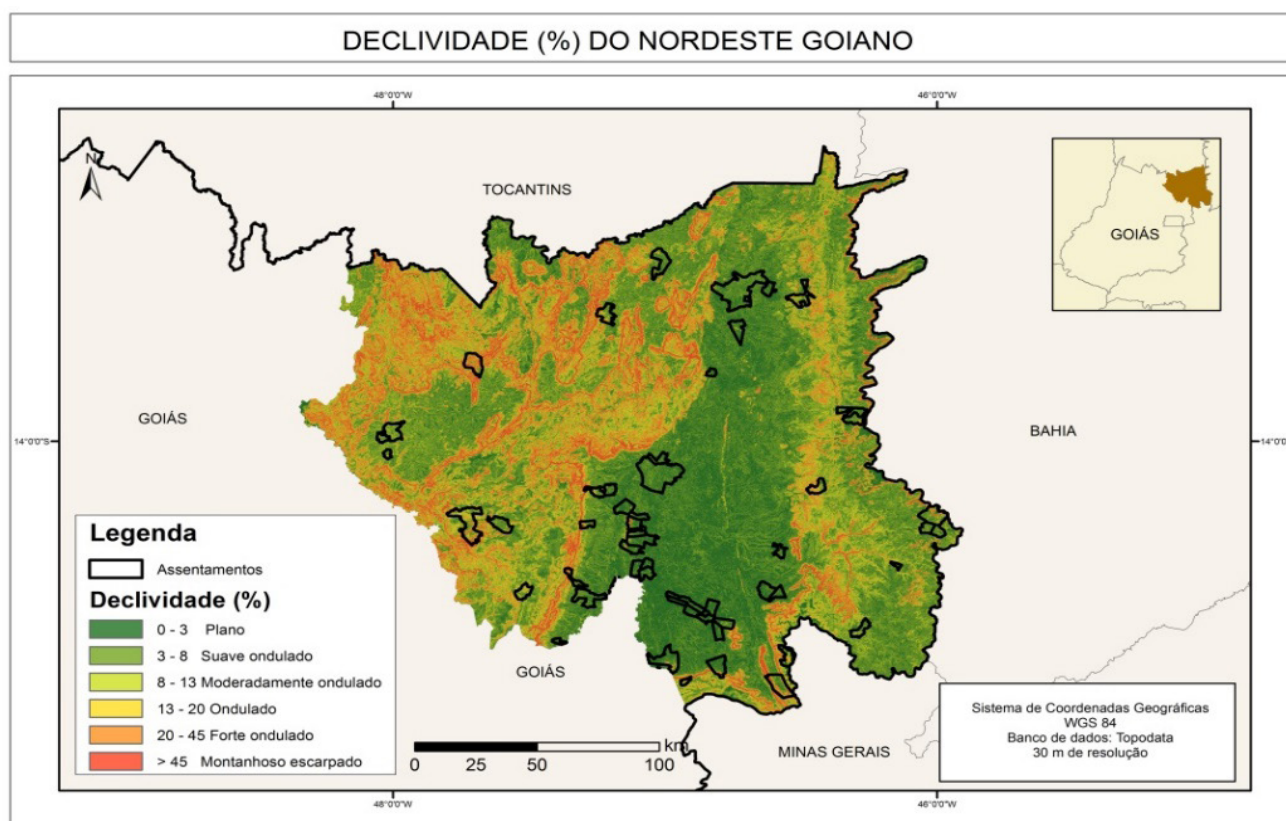 DECLIVIDADE (%) DO NORDESTE GOIANO
48°0'0"W
46°0'0"W
N
TOCANTINS
GOIÁS
GOIÁS
14°0'0"S
BAHIA
14°0'0"
GOIÁS
MINAS GERAIS
Legenda
Assentamentos
Declividade (%)
0 - 3 Plano
3 - 8 Suave ondulado
8 - 13 Moderadamente ondulado
13 - 20 Ondulado
20 - 45 Forte ondulado
> 45 Montanhoso escarpado
km
0 50 100
Sistema de Coordenadas Geográficas
WGS 84
Banco de dados: Topodata
30 m de resolução
48°0'0"W
46°0'0"W